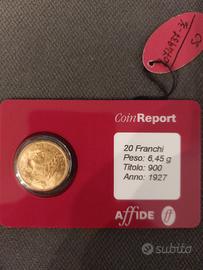 CoinReport
20 Franchi
Peso: 6,45 g
Titolo: 900
Anno: 1927
AffIDE
subito